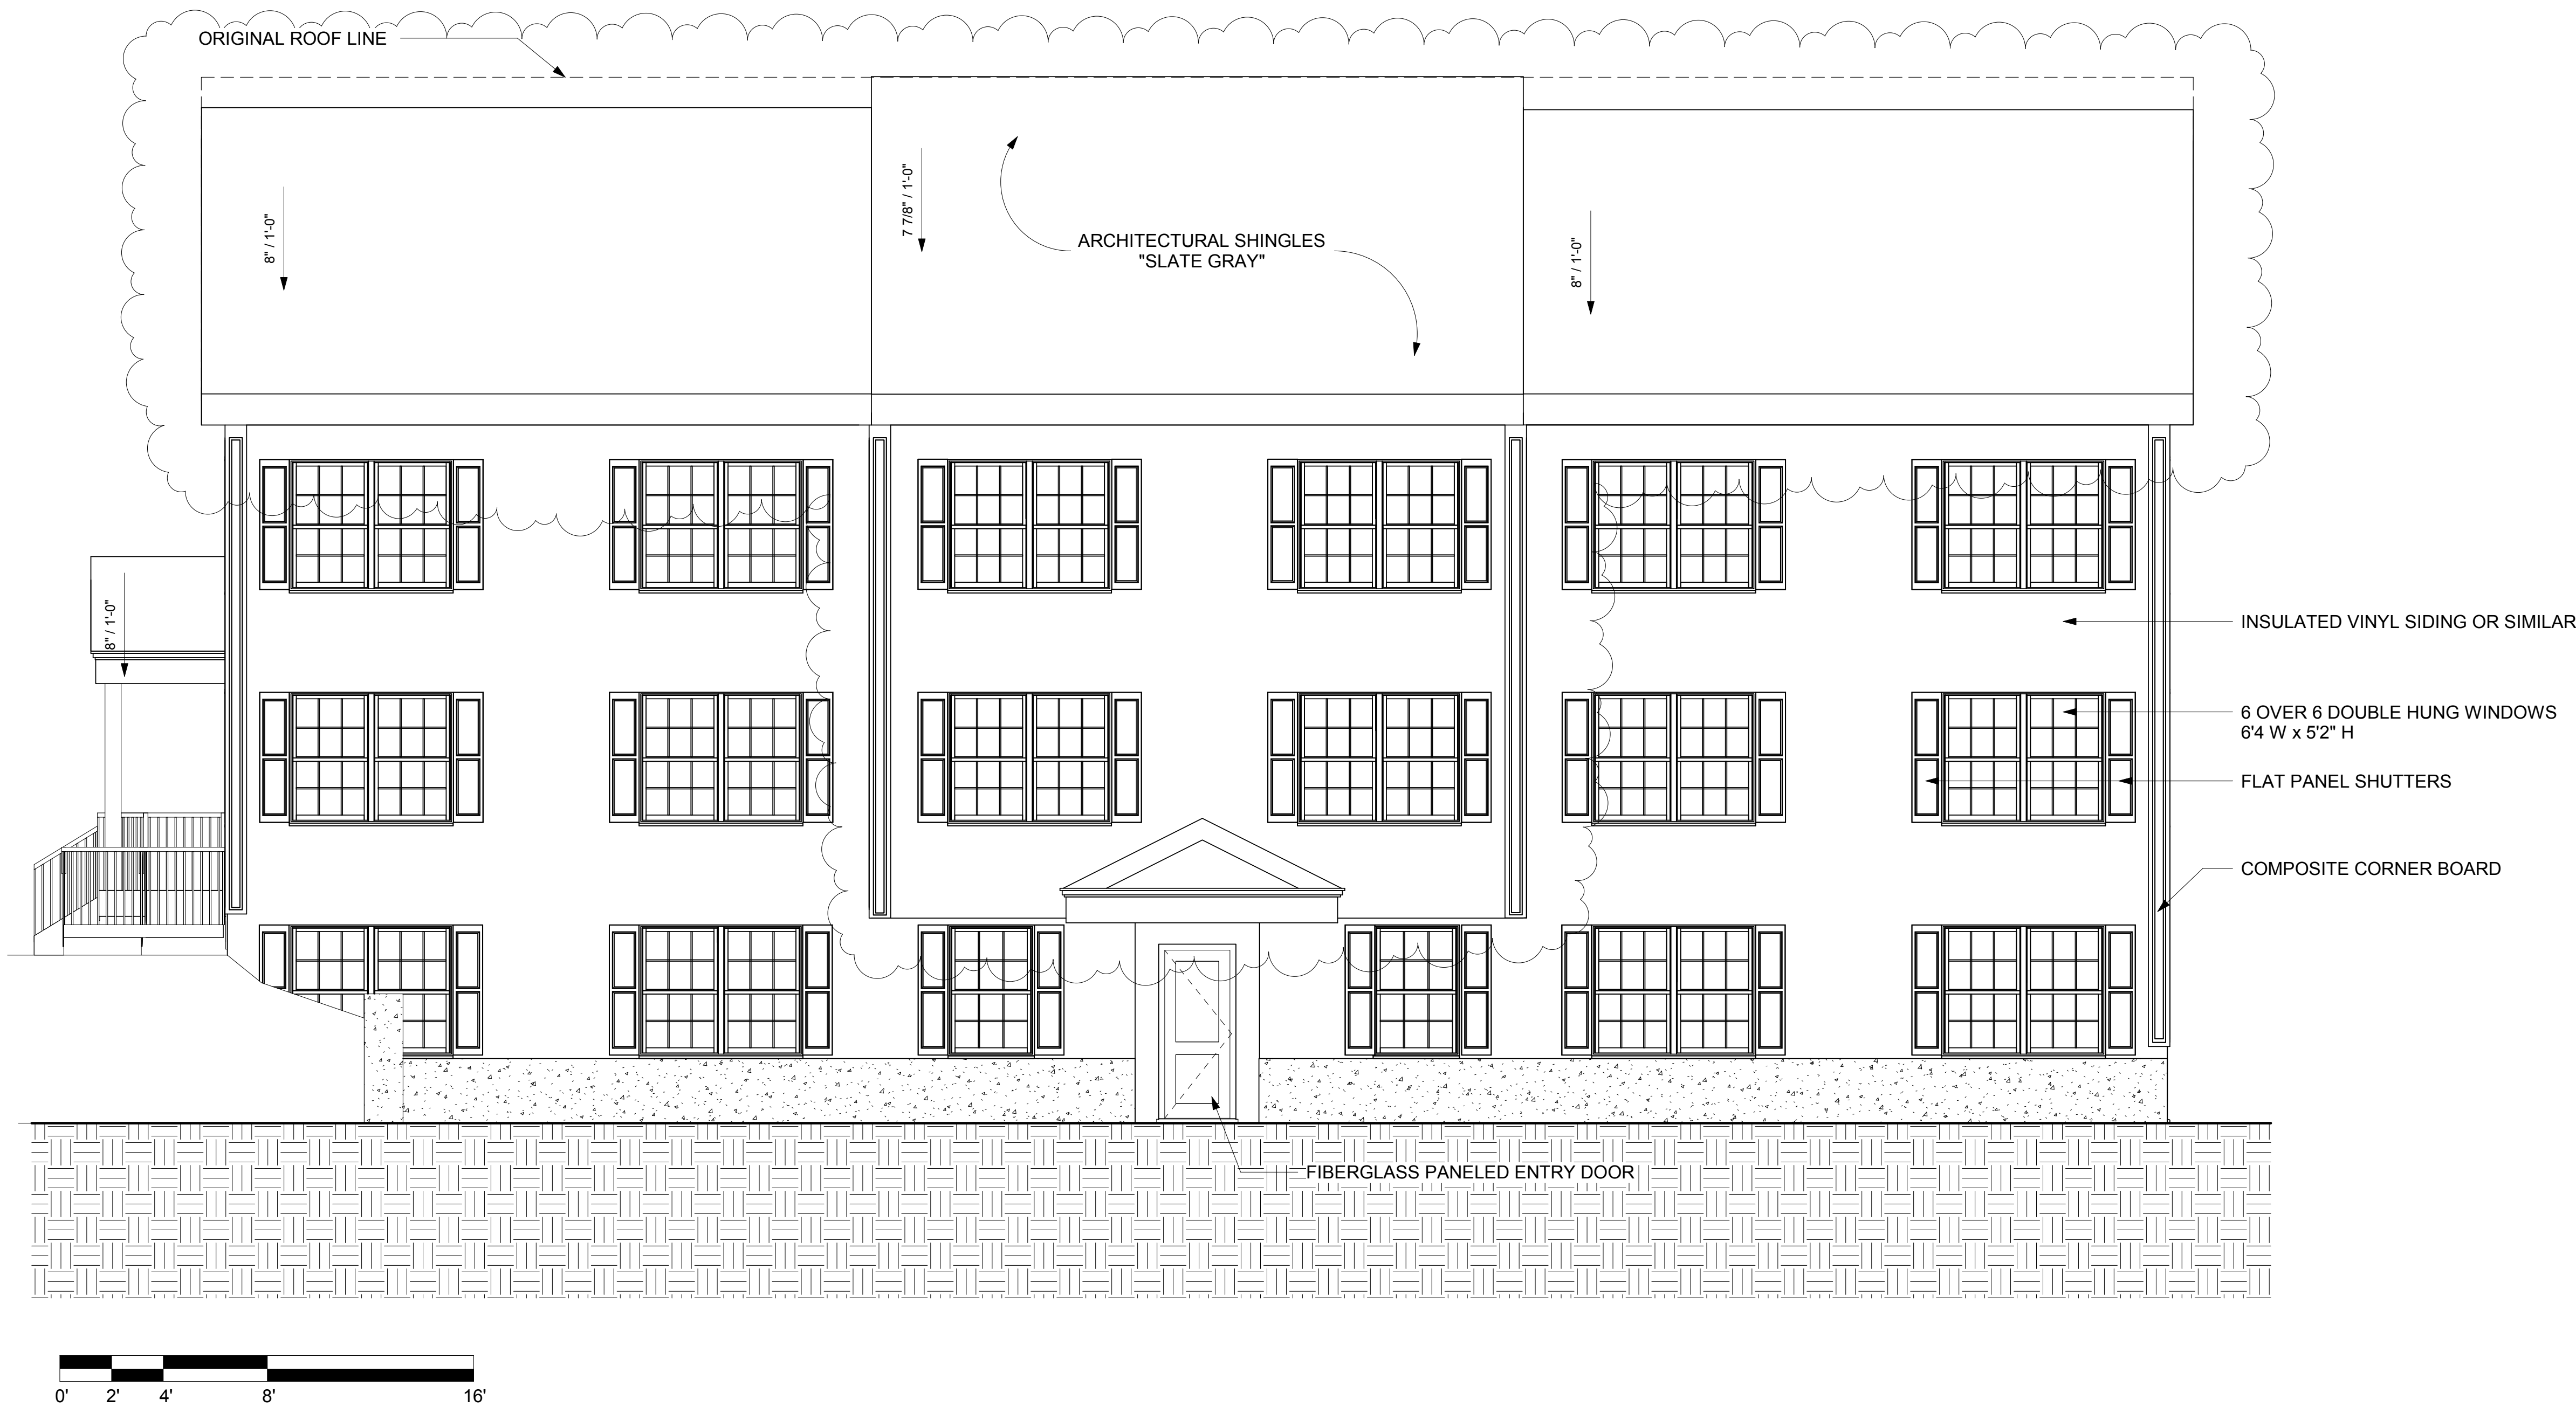 ORIGINAL ROOF LINE
8" / 1'-0"
7 7/8" / 1'-0"
ARCHITECTURAL SHINGLES
"SLATE GRAY"
8" / 1'-0"
8" / 1'-0"
INSULATED VINYL SIDING OR SIMILAR
6 OVER 6 DOUBLE HUNG WINDOWS
6'4 W x 5'2" H
FLAT PANEL SHUTTERS
COMPOSITE CORNER BOARD
FIBERGLASS PANELED ENTRY DOOR
0' 2' 4' 8' 16'